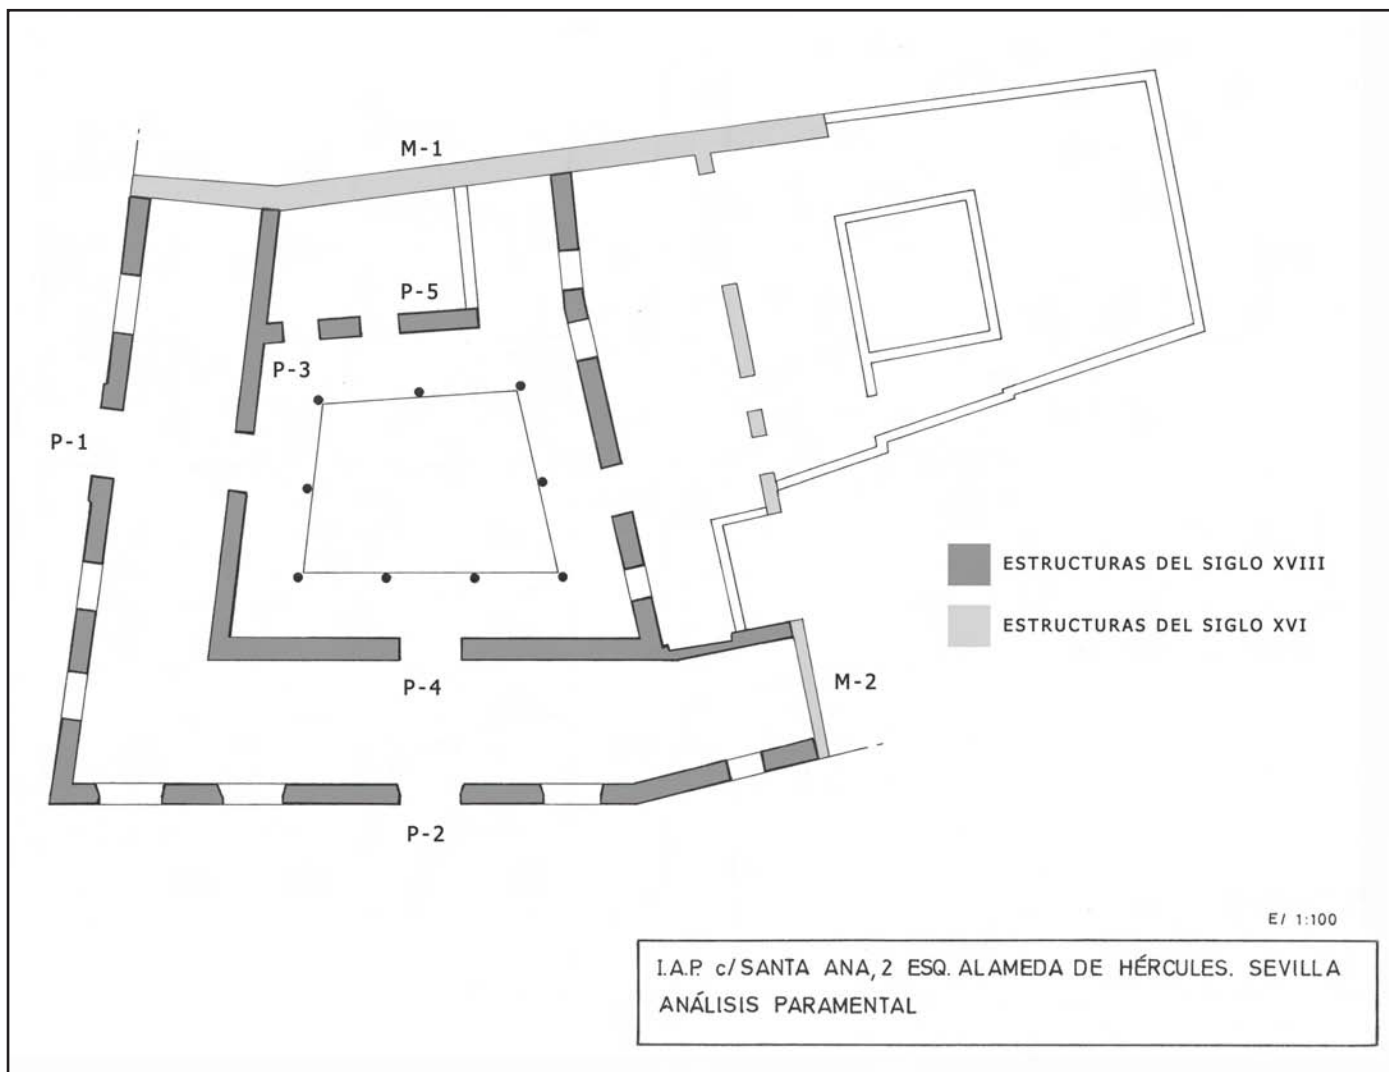 M-1
P-5
P-3
P-1
ESTRUCTURAS DEL SIGLO XVIII
ESTRUCTURAS DEL SIGLO XVI
P-4
M-2
P-2
E/ 1:100
I.A.P. c/SANTA ANA, 2 ESQ. ALAMEDA DE HÉRCULES. SEVILLA
ANÁLISIS PARAMENTAL